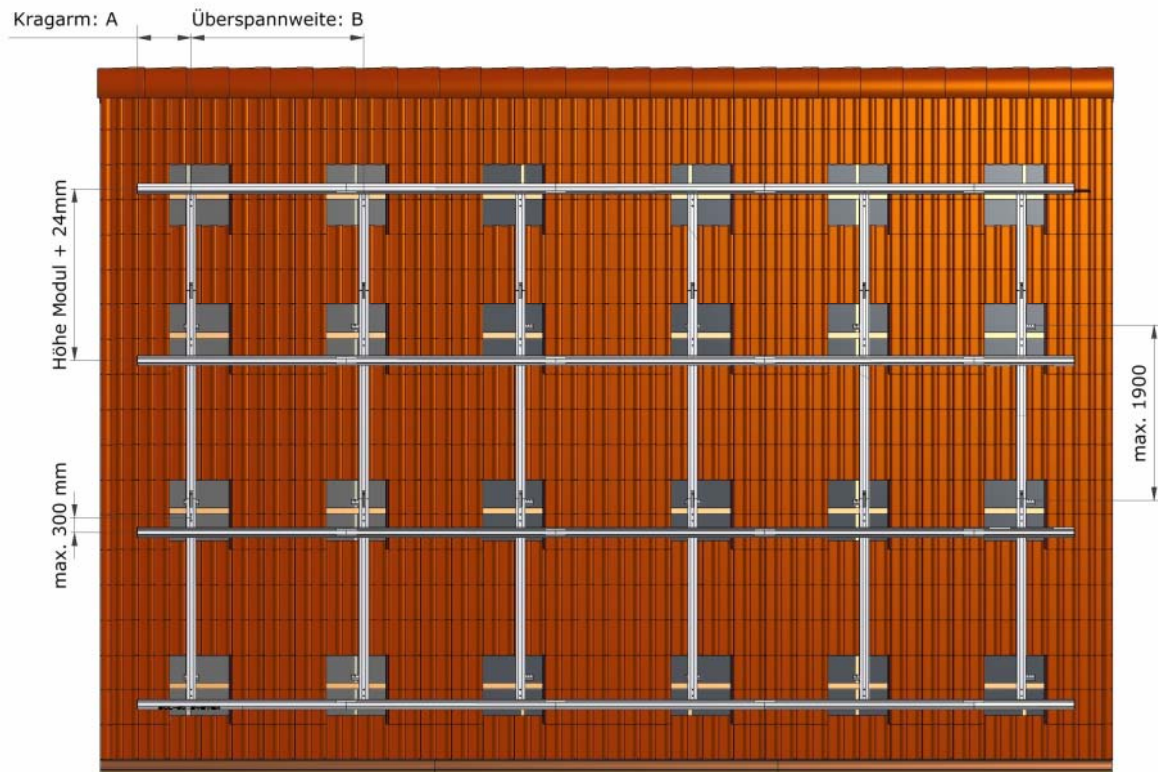 Kragarm: A
Überspannweite: B
Höhe Modul + 24mm
max. 1900
max. 300 mm